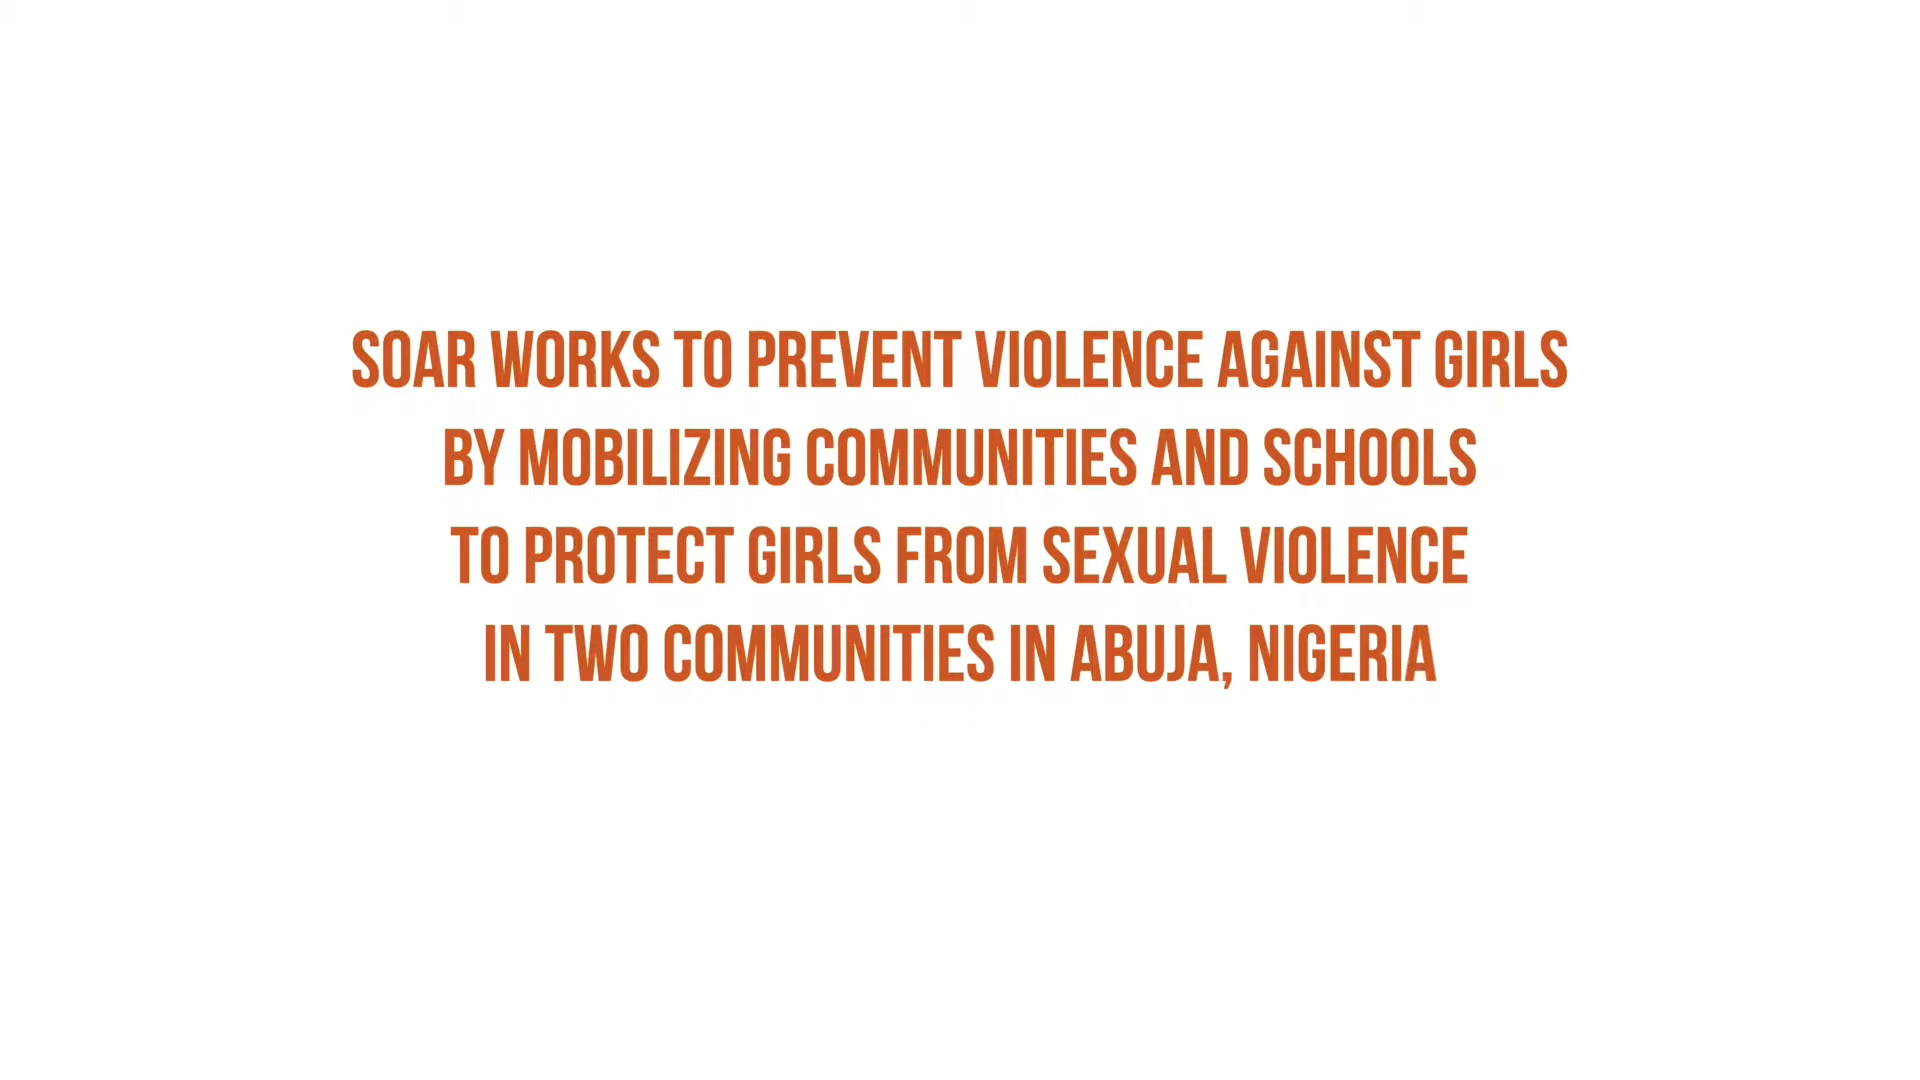 SOAR WORKS TO PREVENT VIOLENCE AGAINST GIRLS
BY MOBILIZING COMMUNITIES AND SCHOOLS
TO PROTECT GIRLS FROM SEXUAL VIOLENCE
IN TWO COMMUNITIES IN ABUJA, NIGERIA